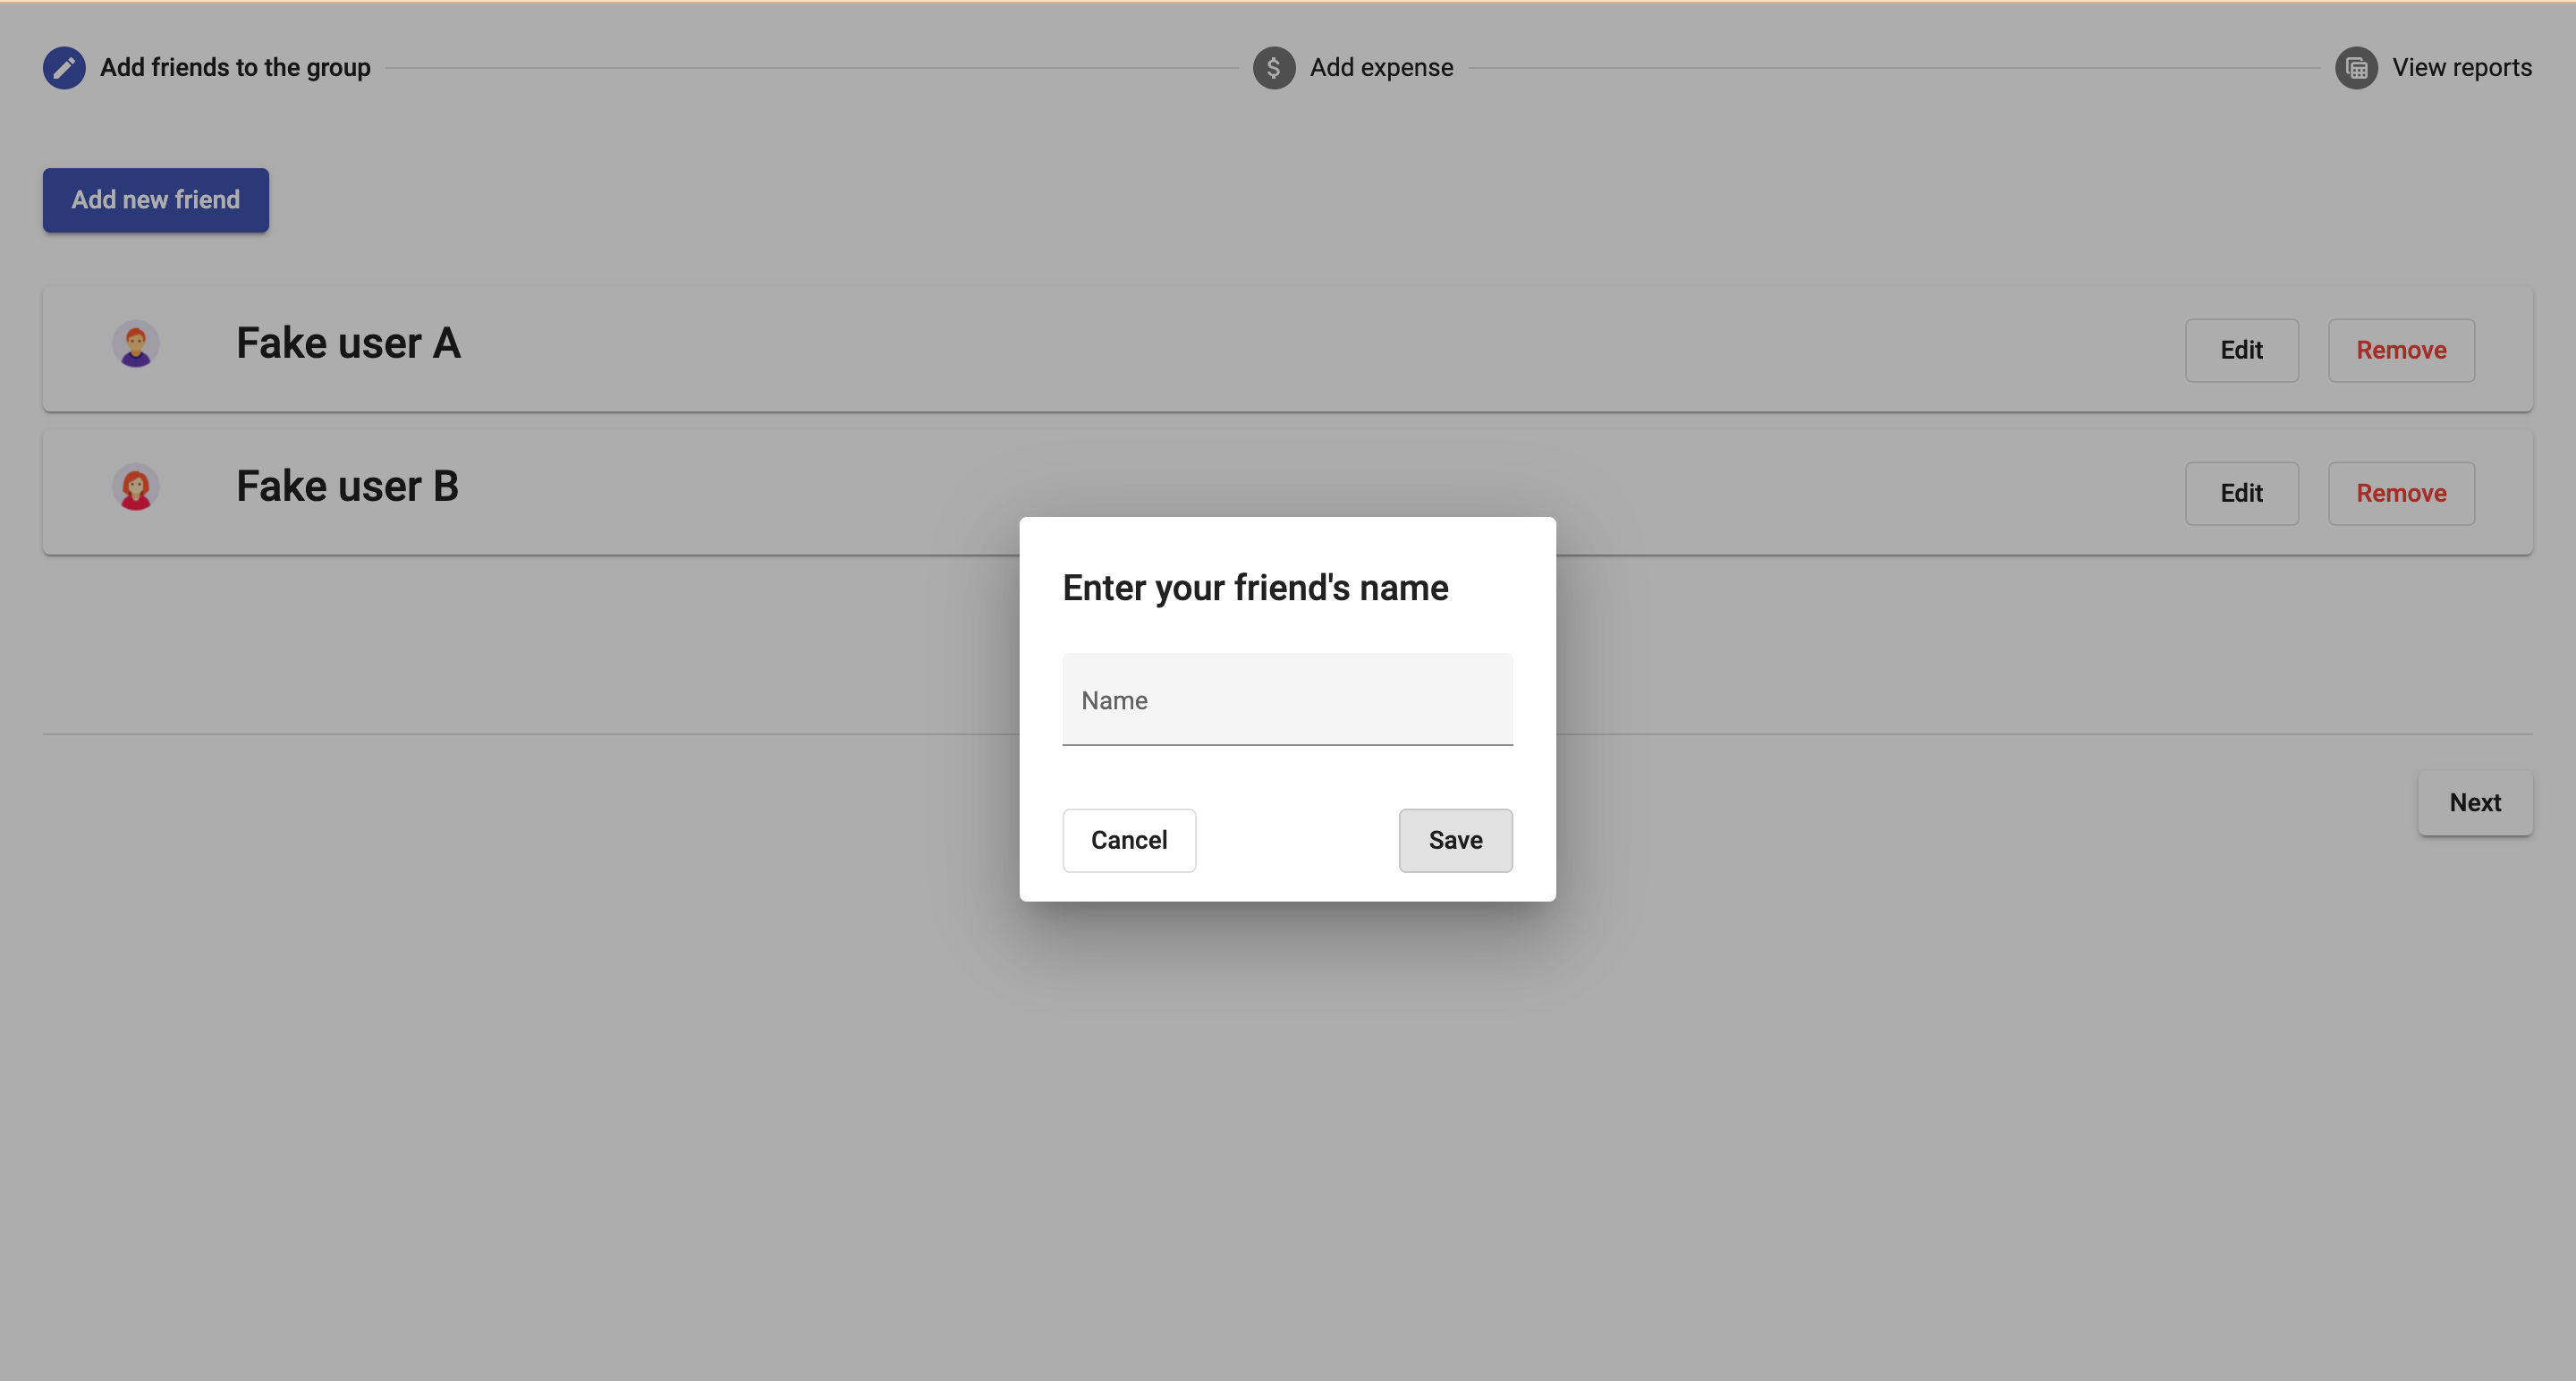 Add friends to the group
$ Add expense
View reports
Add new friend
Fake user A
Edit
Remove
Fake user B
Edit
Remove
Enter your friend's name
Name
Cancel
Save
Next